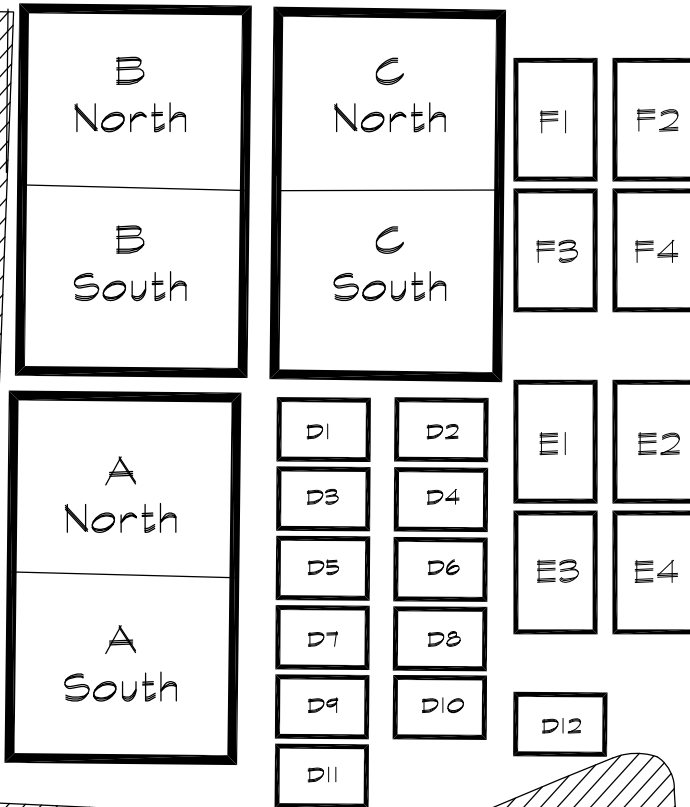 B
North
B
South
C
North
C
South
F1
F2
F3
F4
A
North
A
South
D1
D2
D3
D4
D5
D6
D7
D8
D9
D10
D11
D12
E1
E2
E3
E4